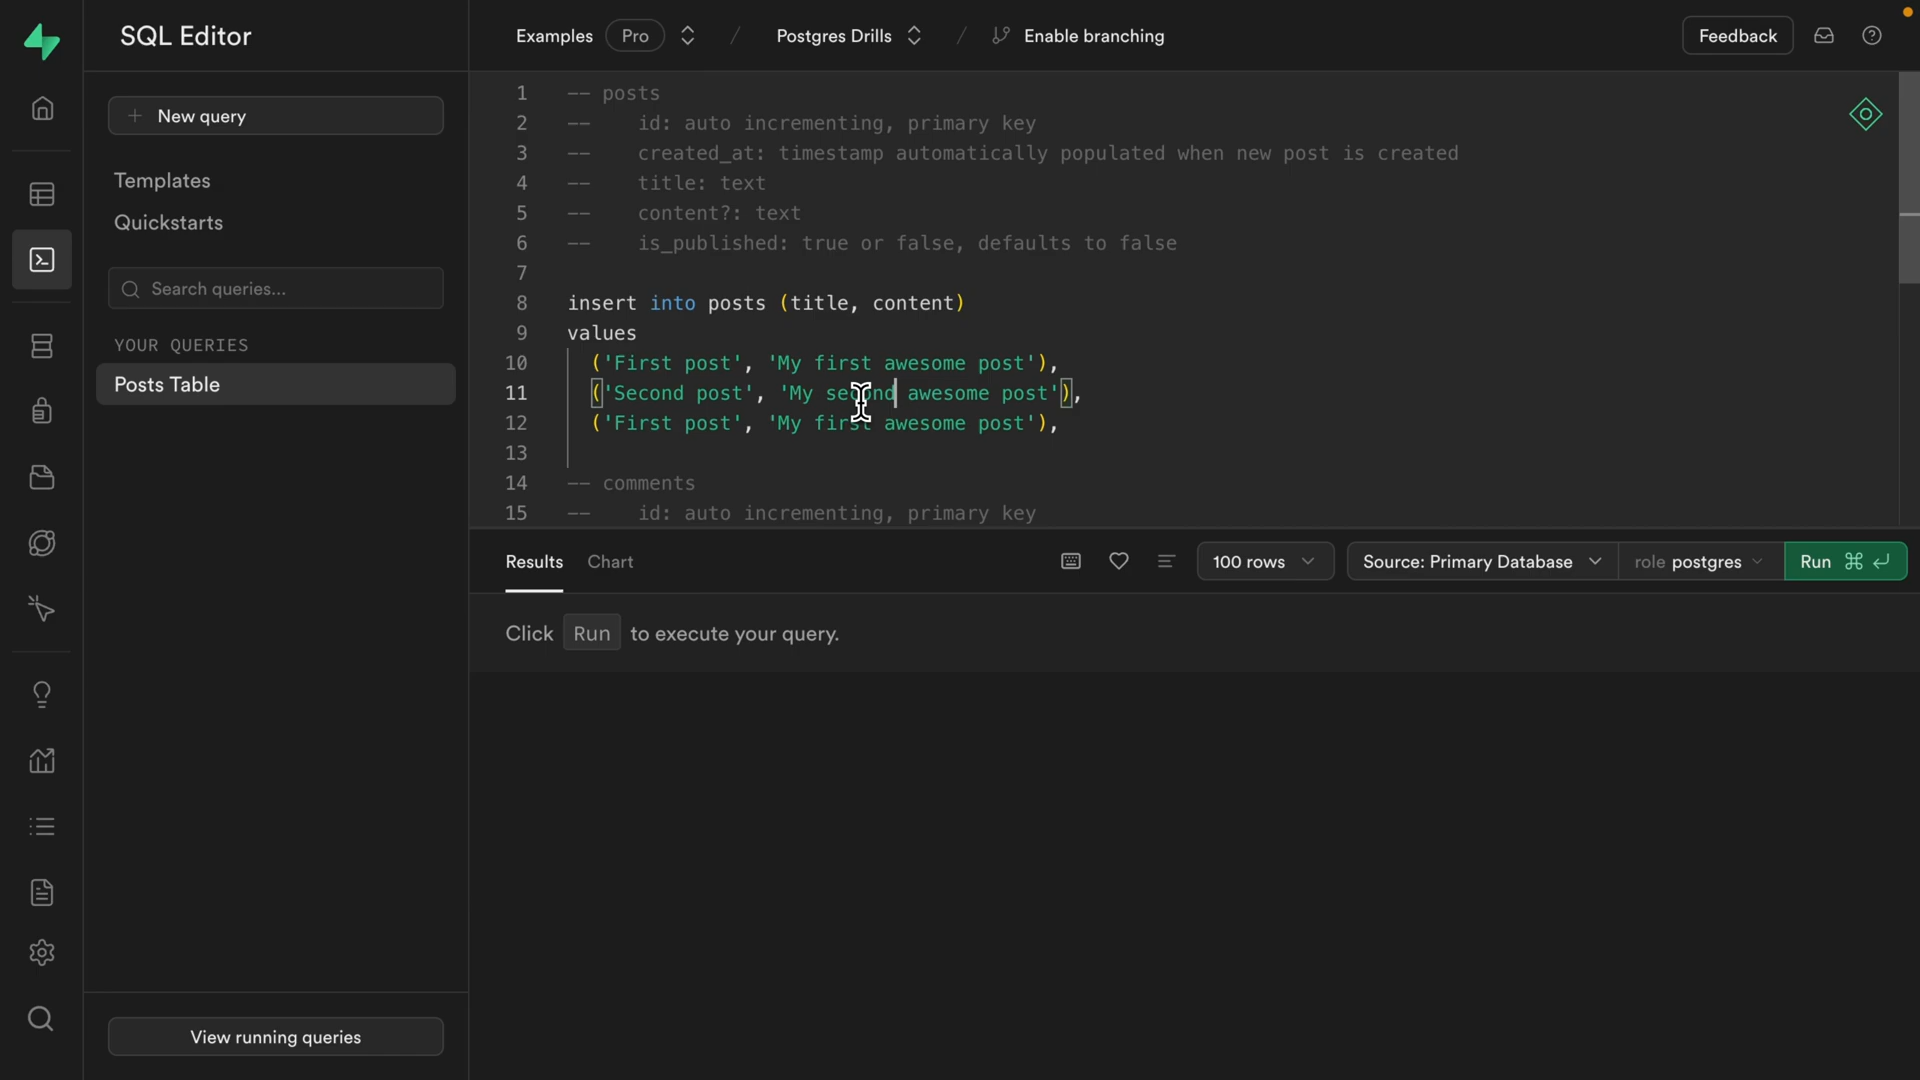 SQL Editor
Examples Pro / Postgres Drills / Enable branching
Feedback
New query
Templates
Quickstarts
Search queries...
YOUR QUERIES
Posts Table
View running queries
1 -- posts
2 -- id: auto incrementing, primary key
3 -- created_at: timestamp automatically populated when new post is created
4 -- title: text
5 -- content?: text
6 -- is_published: true or false, defaults to false
7
8 insert into posts (title, content)
9 values
10 ('First post', 'My first awesome post'),
11 ('Second post', 'My second awesome post'),
12 ('First post', 'My first awesome post'),
13
14 -- comments
15 -- id: auto incrementing, primary key
Results Chart 100 rows Source: Primary Database role postgres Run ⌘ ↵
Click Run to execute your query.